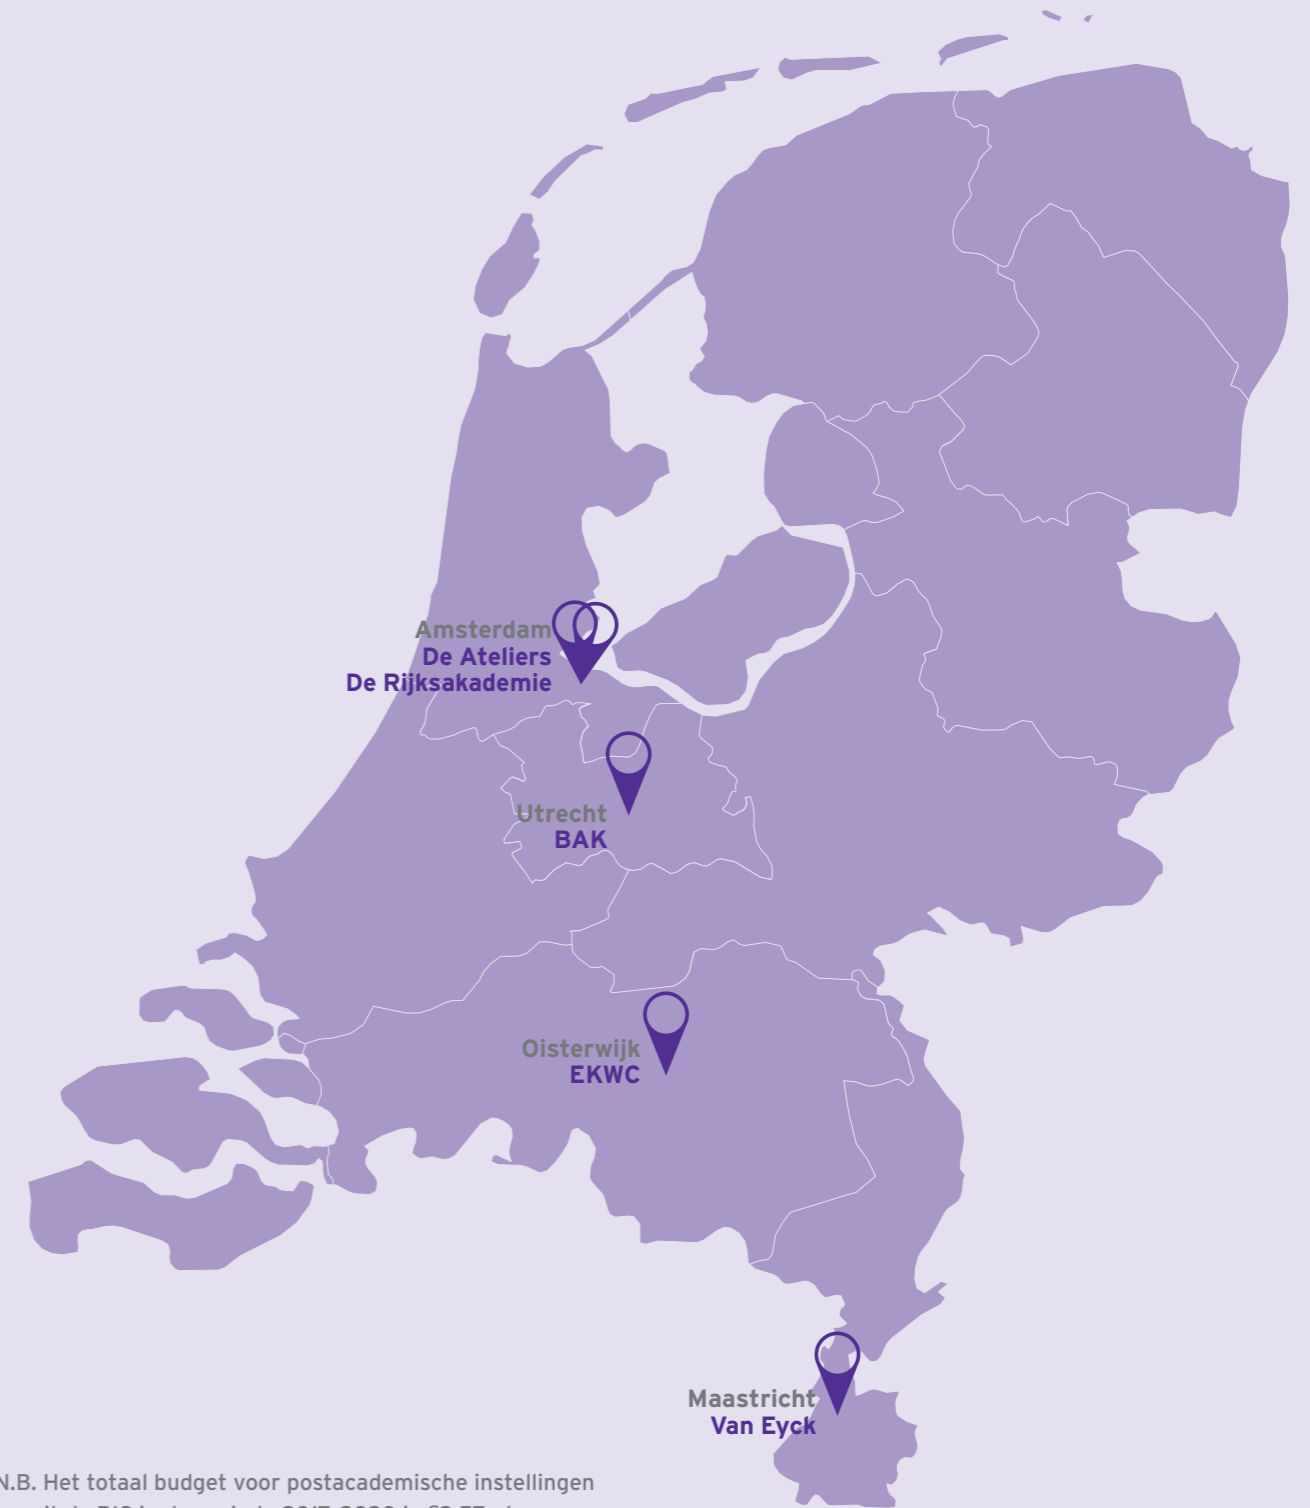 Amsterdam
De Ateliers
De Rijksakademie
Utrecht
BAK
Oisterwijk
EKWC
Maastricht
Van Eyck
N.B. Het totaal budget voor postacademische instellingen